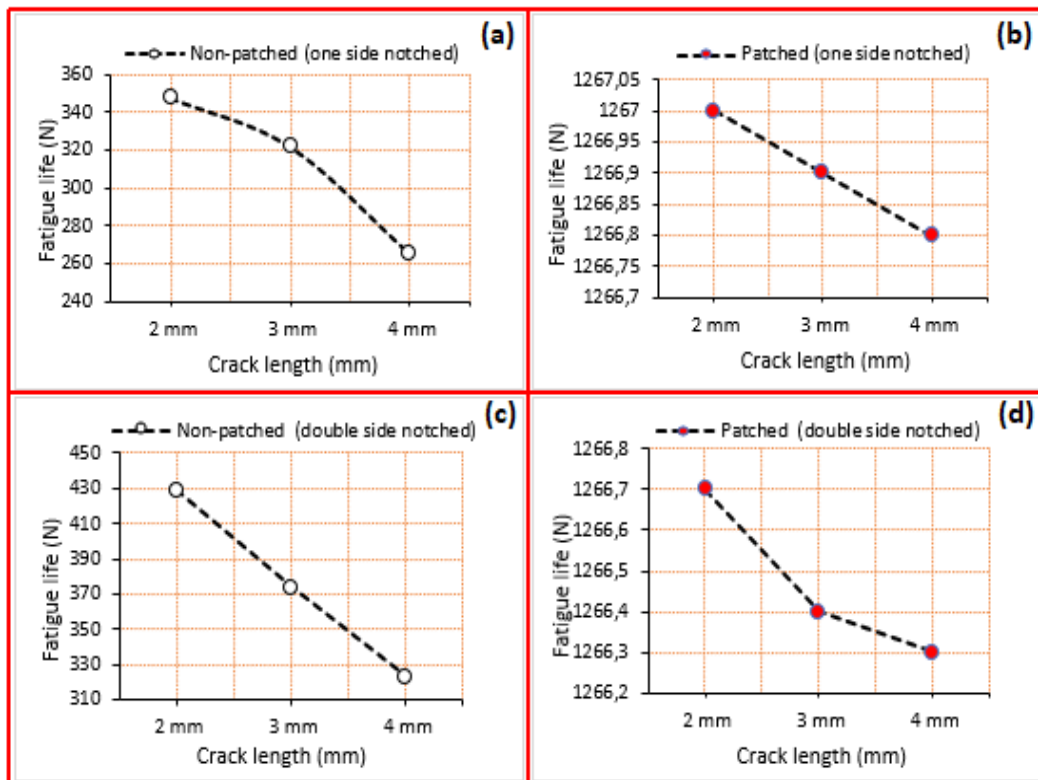 (a)
Non-patched (one side notched)
360
340
320
300
280
260
240
Fatigue life (N)
2 mm 3 mm 4 mm
Crack length (mm)
(b)
Patched (one side notched)
1267,05
1267
1266,95
1266,9
1266,85
1266,8
1266,75
1266,7
Fatigue life (N)
2 mm 3 mm 4 mm
Crack length (mm)
(c)
Non-patched (double side notched)
450
430
410
390
370
350
330
310
Fatigue life (N)
2 mm 3 mm 4 mm
Crack length (mm)
(d)
Patched (double side notched)
1266,8
1266,7
1266,6
1266,5
1266,4
1266,3
1266,2
Fatigue life (N)
2 mm 3 mm 4 mm
Crack length (mm)